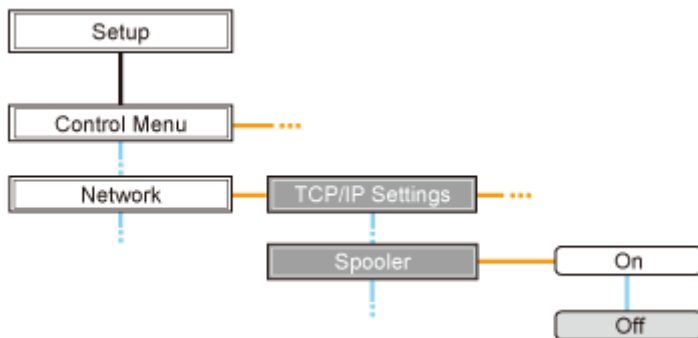 Setup
Control Menu
Network
TCP/IP Settings
Spooler
On
Off